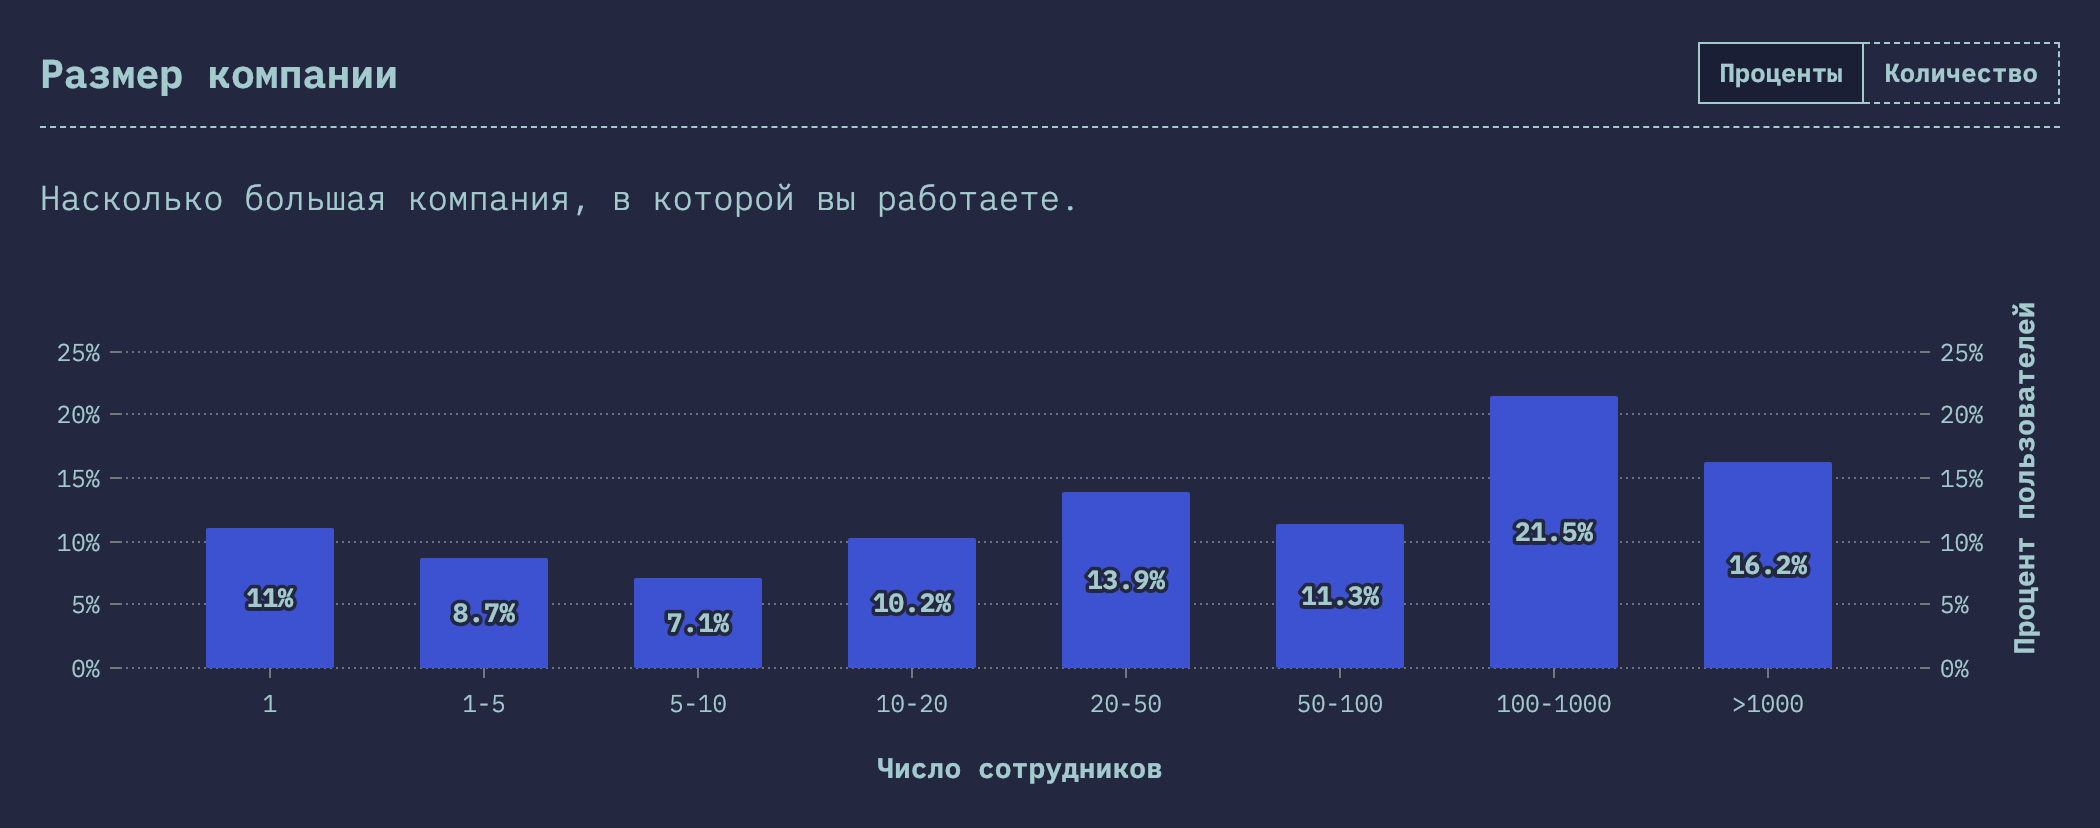 Размер компании
Проценты Количество
Насколько большая компания, в которой вы работаете.
Процент пользователей
25% 25%
20% 20%
15% 15%
10% 10%
5% 5%
0% 0%
11% 8.7% 7.1% 10.2% 13.9% 11.3% 21.5% 16.2%
1 1-5 5-10 10-20 20-50 50-100 100-1000 >1000
Число сотрудников